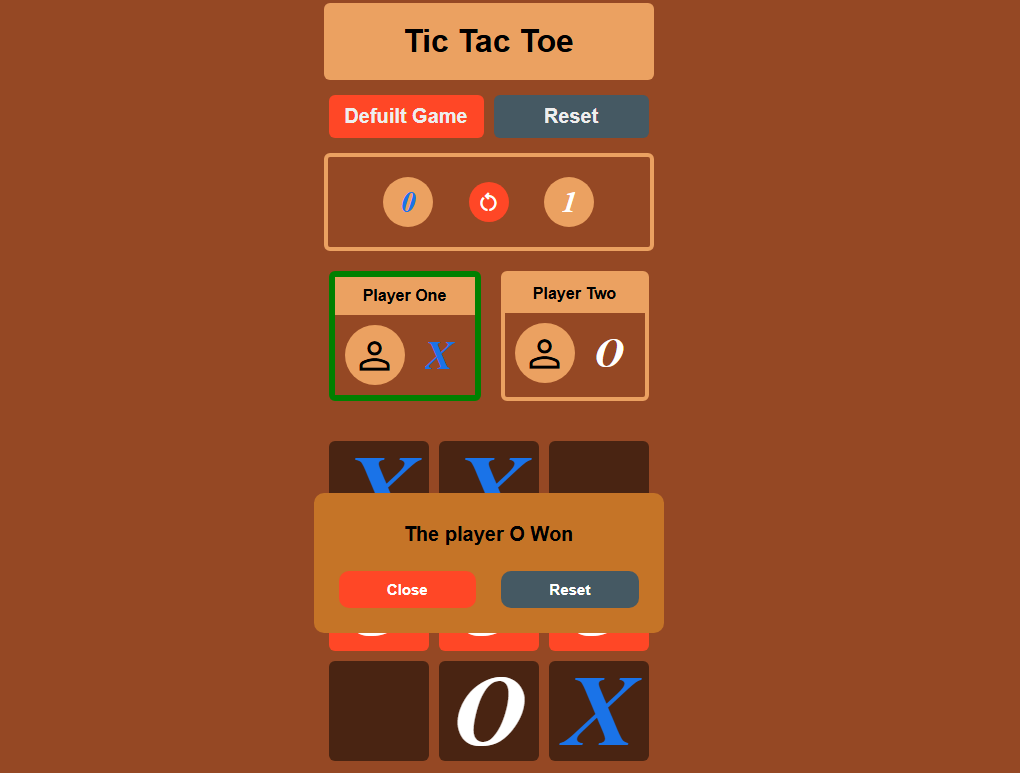 Tic Tac Toe
Defuilt Game Reset
0 1
Player One Player Two
X O
X X
The player O Won
Close Reset
O X